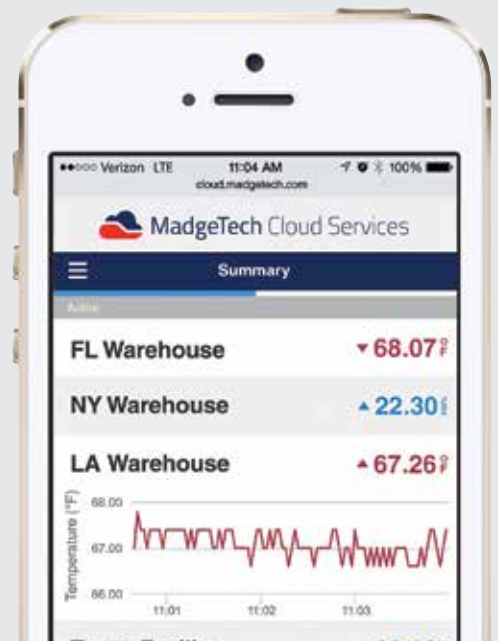 Verizon LTE 11:04 AM 100%
cloud.madgetech.com
MadgeTech Cloud Services
Summary
Active
FL Warehouse 68.07°F
NY Warehouse 22.30
LA Warehouse 67.26°F
Temperature (°F)
68.00
67.00
66.00
11:01 11:02 11:03